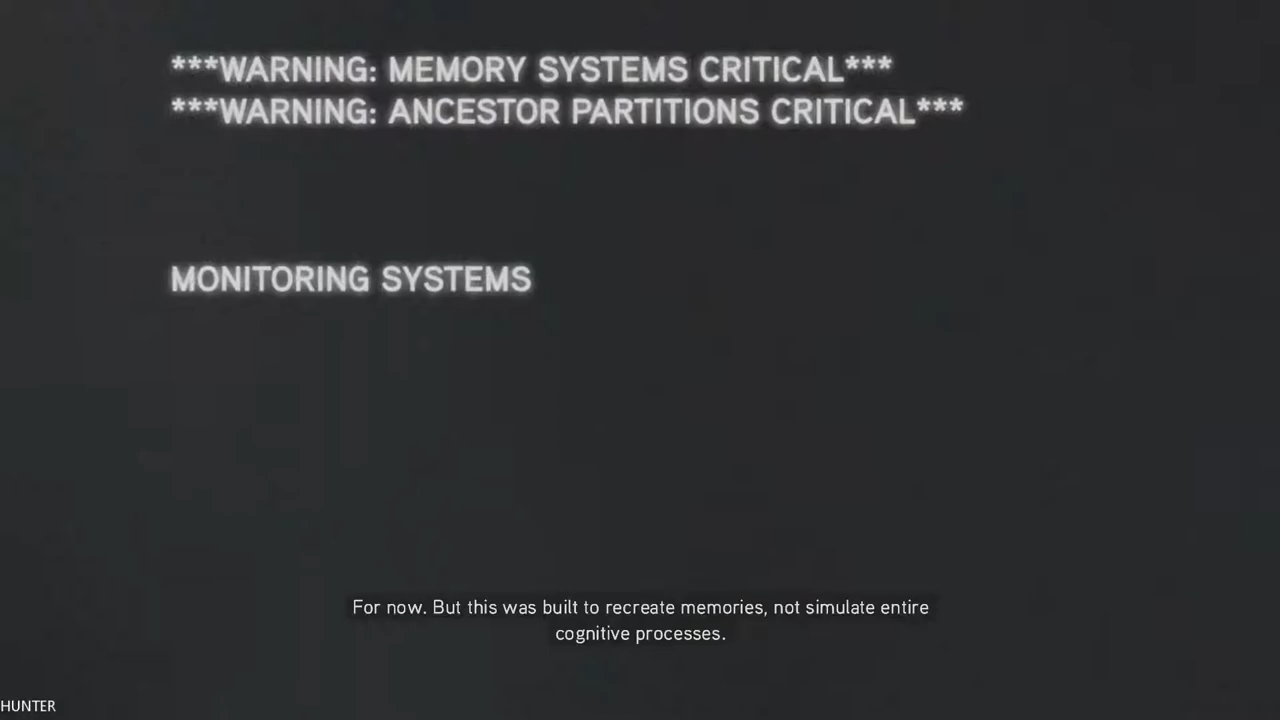 ***WARNING: MEMORY SYSTEMS CRITICAL***
***WARNING: ANCESTOR PARTITIONS CRITICAL***
MONITORING SYSTEMS
For now. But this was built to recreate memories, not simulate entire
cognitive processes.
HUNTER